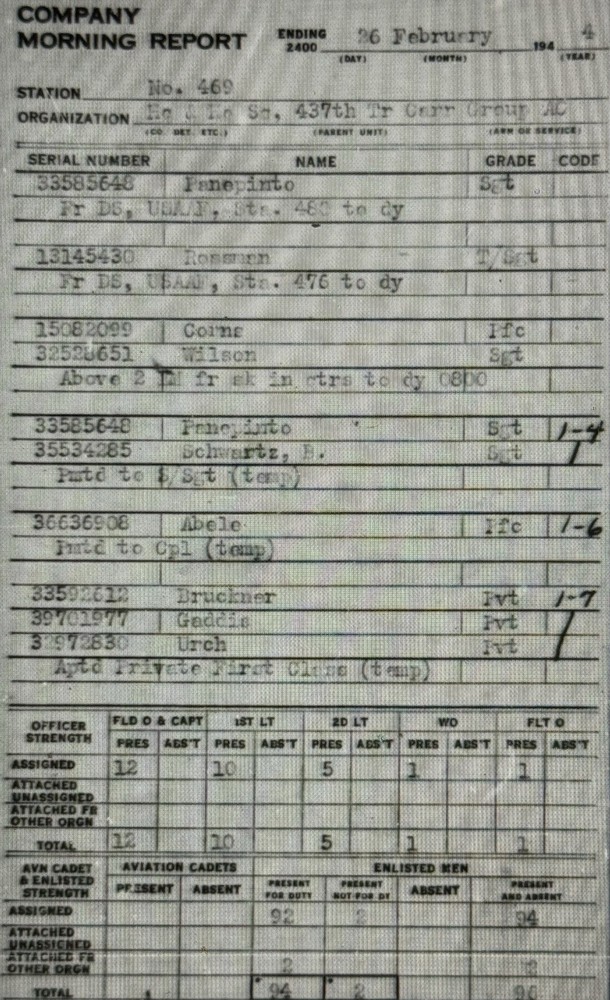 COMPANY
MORNING REPORT
ENDING 2400 26 February 194 4
(DAY) (MONTH) (YEAR)
STATION No. 469
ORGANIZATION Hq & Hq Sq, 437th Tr Carr Group AC
(CO. DET. ETC.) (PARENT UNIT) (ARM OR SERVICE)
SERIAL NUMBER NAME GRADE CODE
33585648 Panepinto Sgt
Fr DS, USAAF, Sta. 483 to dy
13145430 T/Sgt
Fr DS, USAAF, Sta. 476 to dy
15082099 Corns Pfc
32528651 Wilson Sgt
Above 2 EM fr sk in qtrs to dy 0800
33585648 Panepinto Sgt 1-4
35534285 Schwartz, B. Sgt
Pmtd to S/Sgt (temp)
36636908 Abele Pfc 1-6
Pmtd to Cpl (temp)
33592612 Bruckner Pvt 1-7
39701977 Gaddis Pvt
32972830 Urch Pvt
Aptd Private First Class (temp)
OFFICER STRENGTH FLD O & CAPT 1ST LT 2D LT WO FLT O
PRES ABS'T PRES ABS'T PRES ABS'T PRES ABS'T PRES ABS'T
ASSIGNED 12 10 5 1 1
ATTACHED UNASSIGNED
ATTACHED FR OTHER ORGN
TOTAL 12 10 5 1 1
AVN CADET & ENLISTED STRENGTH AVIATION CADETS ENLISTED MEN
PRESENT ABSENT PRESENT FOR DUTY PRESENT NOT FOR DY ABSENT PRESENT AND ABSENT
ASSIGNED 92 2 94
ATTACHED UNASSIGNED
ATTACHED FR OTHER ORGN 2 2
TOTAL 94 2 96